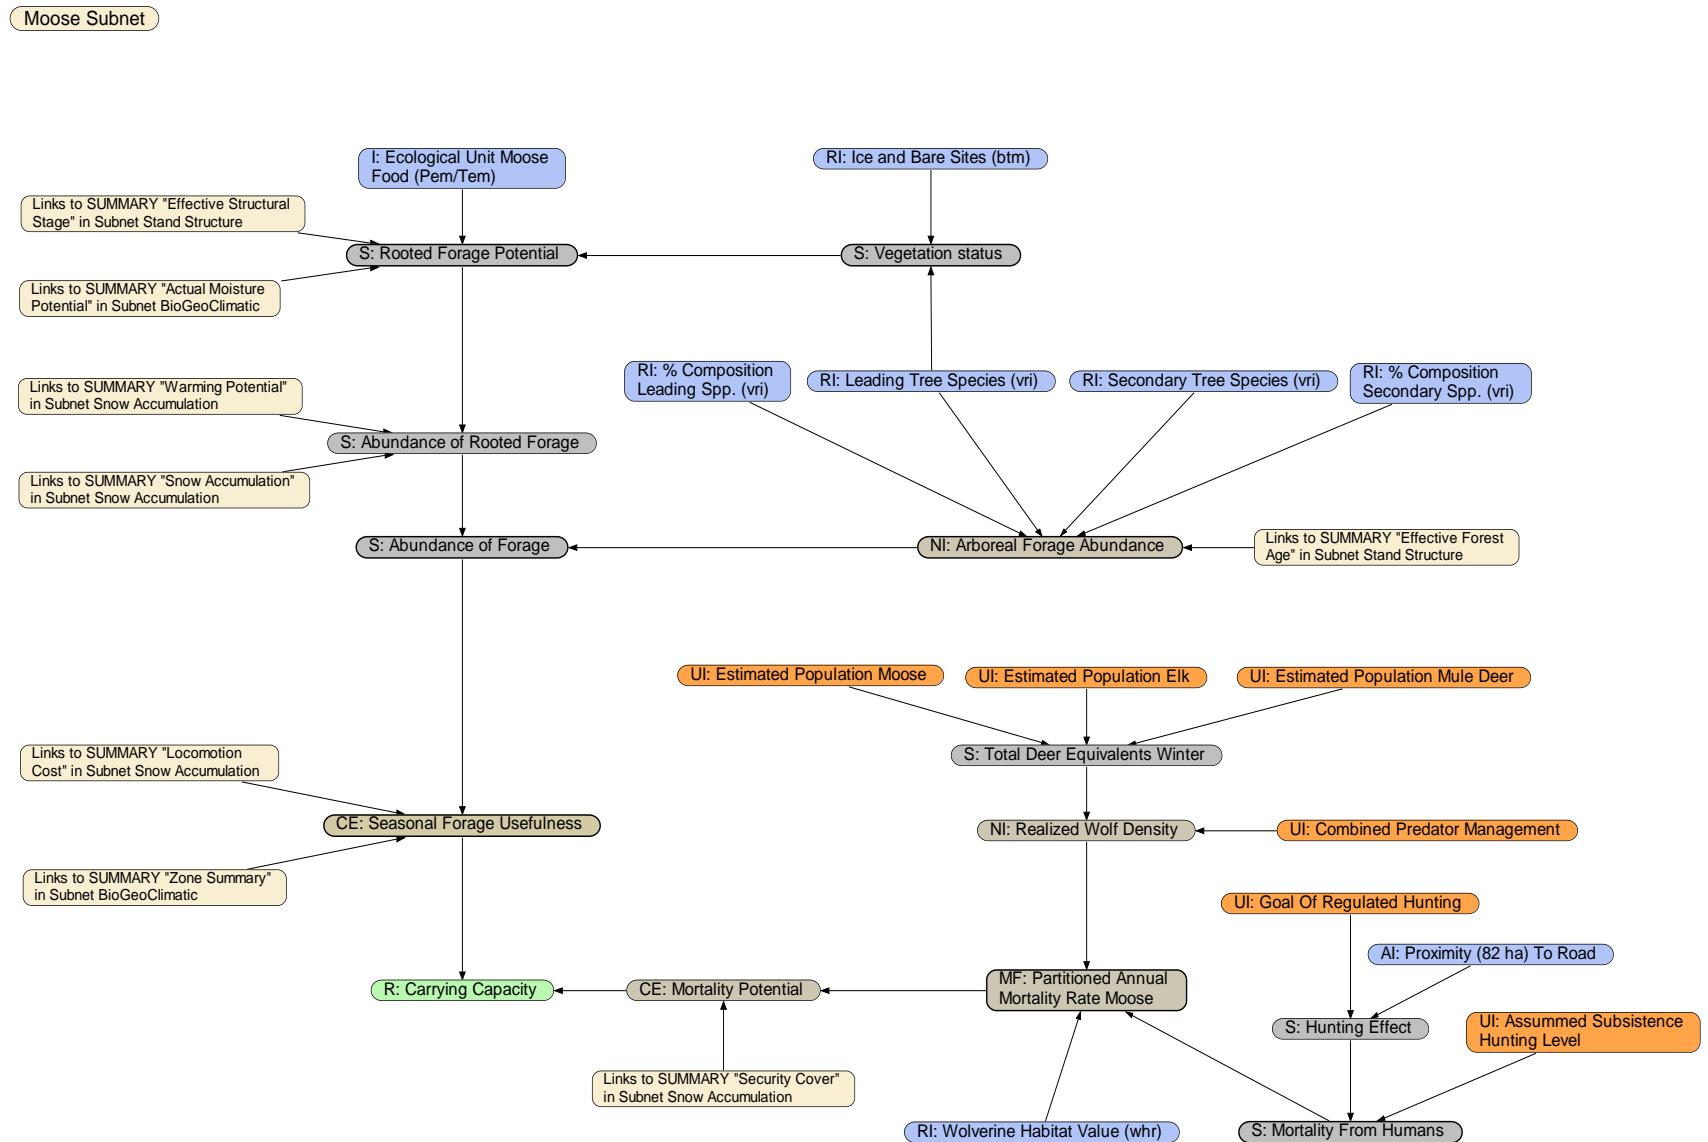 Moose Subnet
I: Ecological Unit Moose
Food (Pem/Tem)
RI: Ice and Bare Sites (btm)
Links to SUMMARY "Effective Structural
Stage" in Subnet Stand Structure
S: Rooted Forage Potential
S: Vegetation status
Links to SUMMARY "Actual Moisture
Potential" in Subnet BioGeoClimatic
RI: % Composition
Leading Spp. (vri)
RI: Leading Tree Species (vri)
RI: Secondary Tree Species (vri)
RI: % Composition
Secondary Spp. (vri)
Links to SUMMARY "Warming Potential"
in Subnet Snow Accumulation
S: Abundance of Rooted Forage
Links to SUMMARY "Snow Accumulation"
in Subnet Snow Accumulation
S: Abundance of Forage
NI: Arboreal Forage Abundance
Links to SUMMARY "Effective Forest
Age" in Subnet Stand Structure
UI: Estimated Population Moose
UI: Estimated Population Elk
UI: Estimated Population Mule Deer
Links to SUMMARY "Locomotion
Cost" in Subnet Snow Accumulation
S: Total Deer Equivalents Winter
CE: Seasonal Forage Usefulness
NI: Realized Wolf Density
UI: Combined Predator Management
Links to SUMMARY "Zone Summary"
in Subnet BioGeoClimatic
UI: Goal Of Regulated Hunting
AI: Proximity (82 ha) To Road
R: Carrying Capacity
CE: Mortality Potential
MF: Partitioned Annual
Mortality Rate Moose
S: Hunting Effect
UI: Assummed Subsistence
Hunting Level
Links to SUMMARY "Security Cover"
in Subnet Snow Accumulation
RI: Wolverine Habitat Value (whr)
S: Mortality From Humans